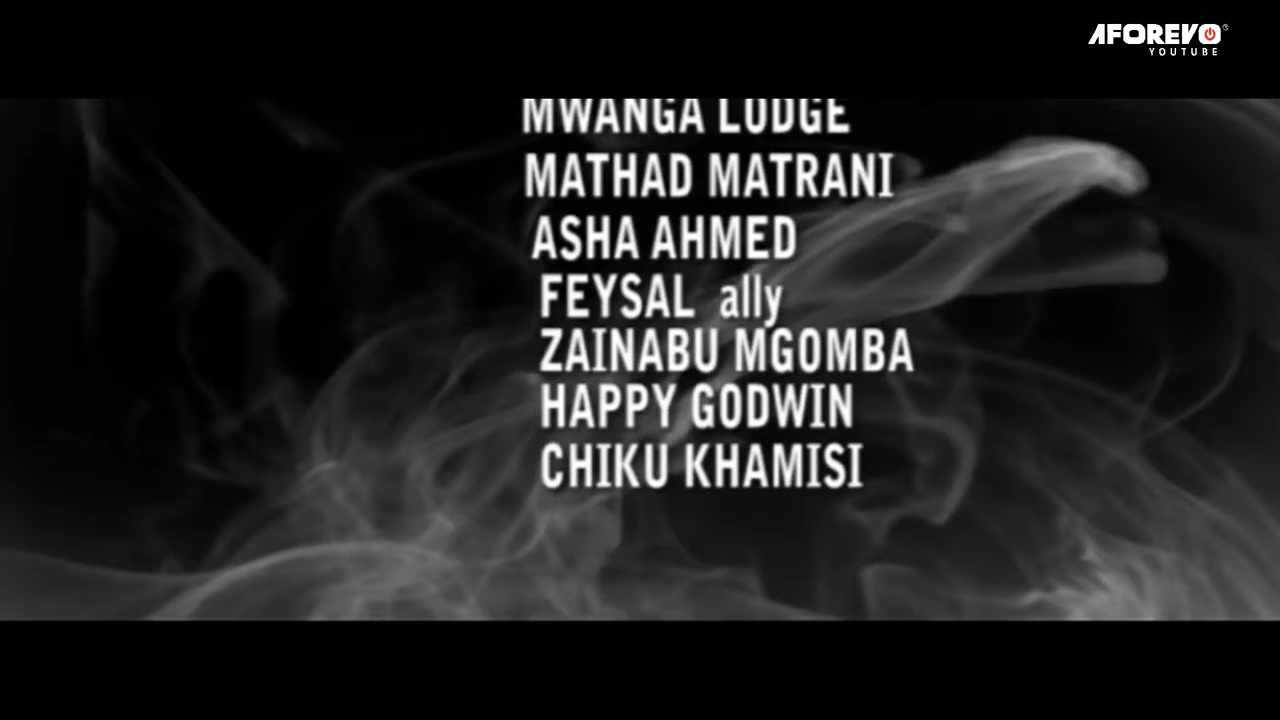 AFOREVO
YOUTUBE
MWANGA LODGE
MATHAD MATRANI
ASHA AHMED
FEYSAL ally
ZAINABU MGOMBA
HAPPY GODWIN
CHIKU KHAMISI